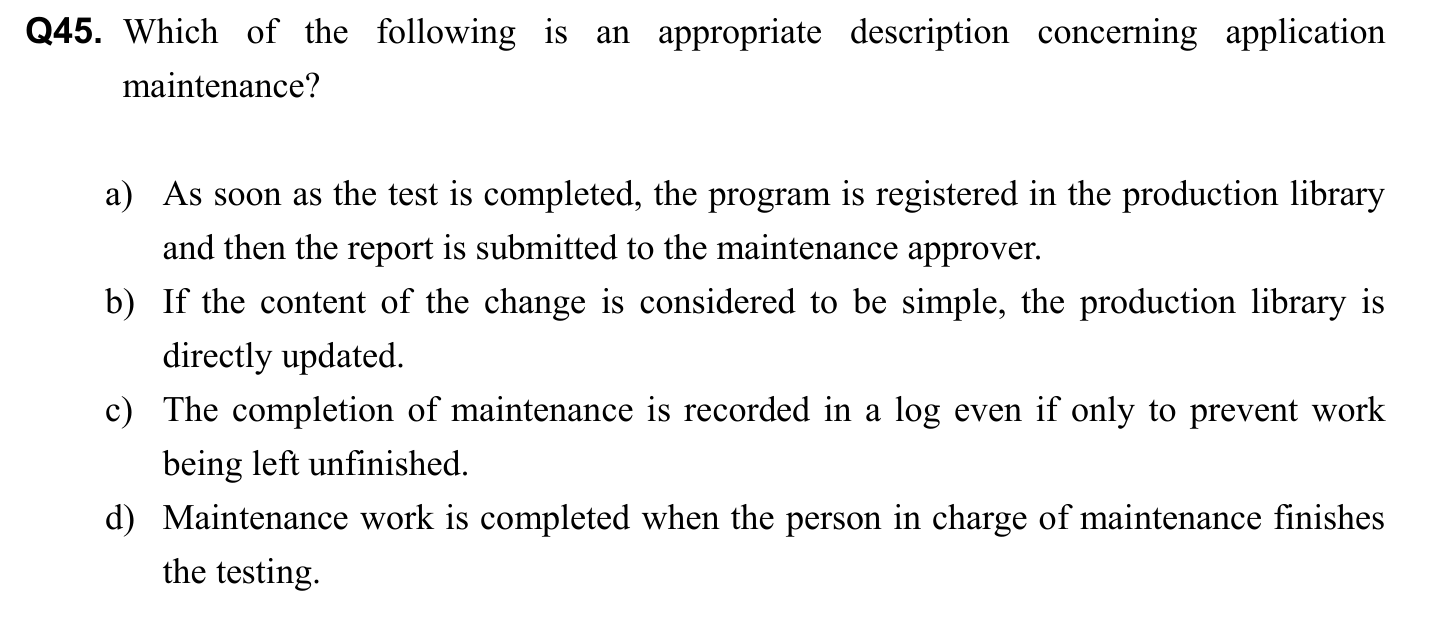 Q45. Which of the following is an appropriate description concerning application
maintenance?
a) As soon as the test is completed, the program is registered in the production library
and then the report is submitted to the maintenance approver.
b) If the content of the change is considered to be simple, the production library is
directly updated.
c) The completion of maintenance is recorded in a log even if only to prevent work
being left unfinished.
d) Maintenance work is completed when the person in charge of maintenance finishes
the testing.